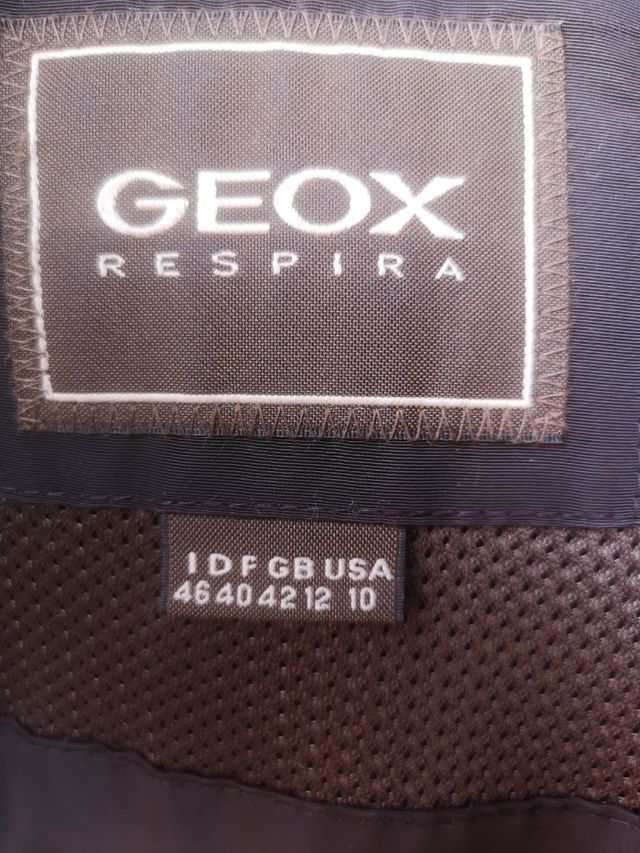 GEOX
RESPIRA
I D F GB USA
46 40 42 12 10